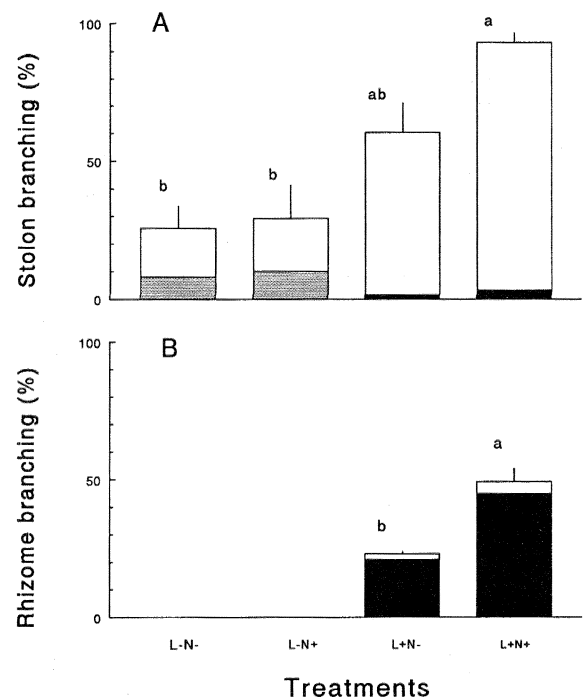 A
Stolon branching (%)
100
50
0
b
b
ab
a
B
Rhizome branching (%)
100
50
0
b
a
L-N-
L-N+
L+N-
L+N+
Treatments